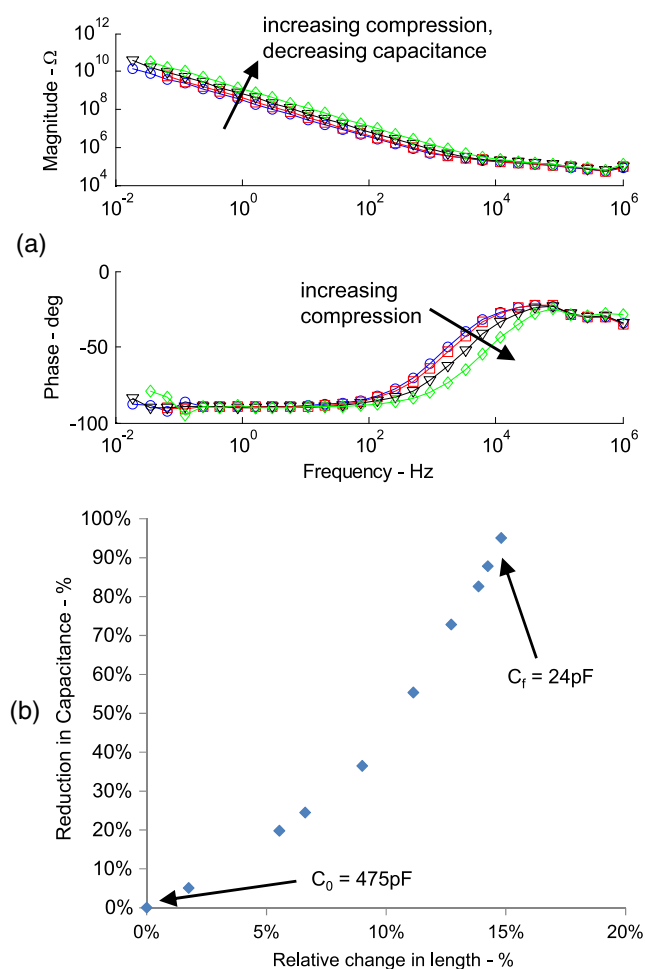 10^12
10^10
10^8
10^6
10^4
Magnitude - Ω
increasing compression,
decreasing capacitance
10^-2 10^0 10^2 10^4 10^6
(a)
0
-50
-100
Phase - deg
increasing
compression
10^-2 10^0 10^2 10^4 10^6
Frequency - Hz
100%
90%
80%
70%
60%
50%
40%
30%
20%
10%
0%
Reduction in Capacitance - %
(b)
C_f = 24pF
C_0 = 475pF
0% 5% 10% 15% 20%
Relative change in length - %